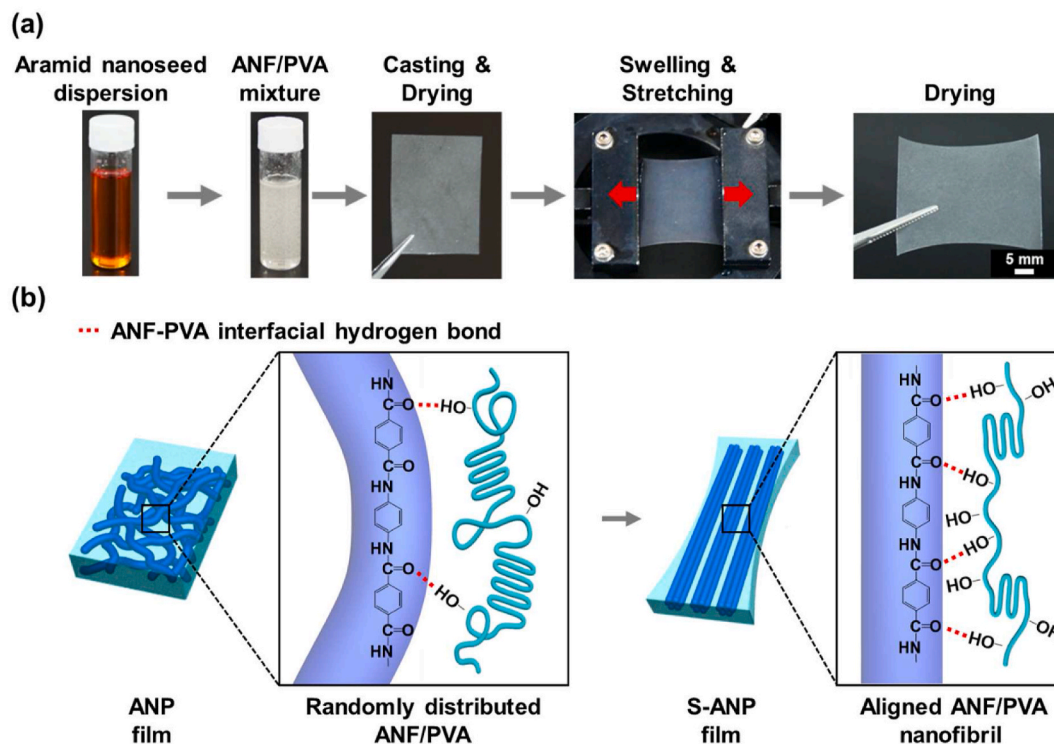 (a)
Aramid nanoseed
dispersion
ANF/PVA
mixture
Casting &
Drying
Swelling &
Stretching
Drying
5 mm
(b)
ANF-PVA interfacial hydrogen bond
HN
C=O
HO
C=O
HN
OH
HN
C=O
HO
C=O
HN
HN
C=O
HO
OH
C=O
HO
HN
HO
HN
HO
C=O
HO
C=O
HO
HN
ANP
film
Randomly distributed
ANF/PVA
S-ANP
film
Aligned ANF/PVA
nanofibril